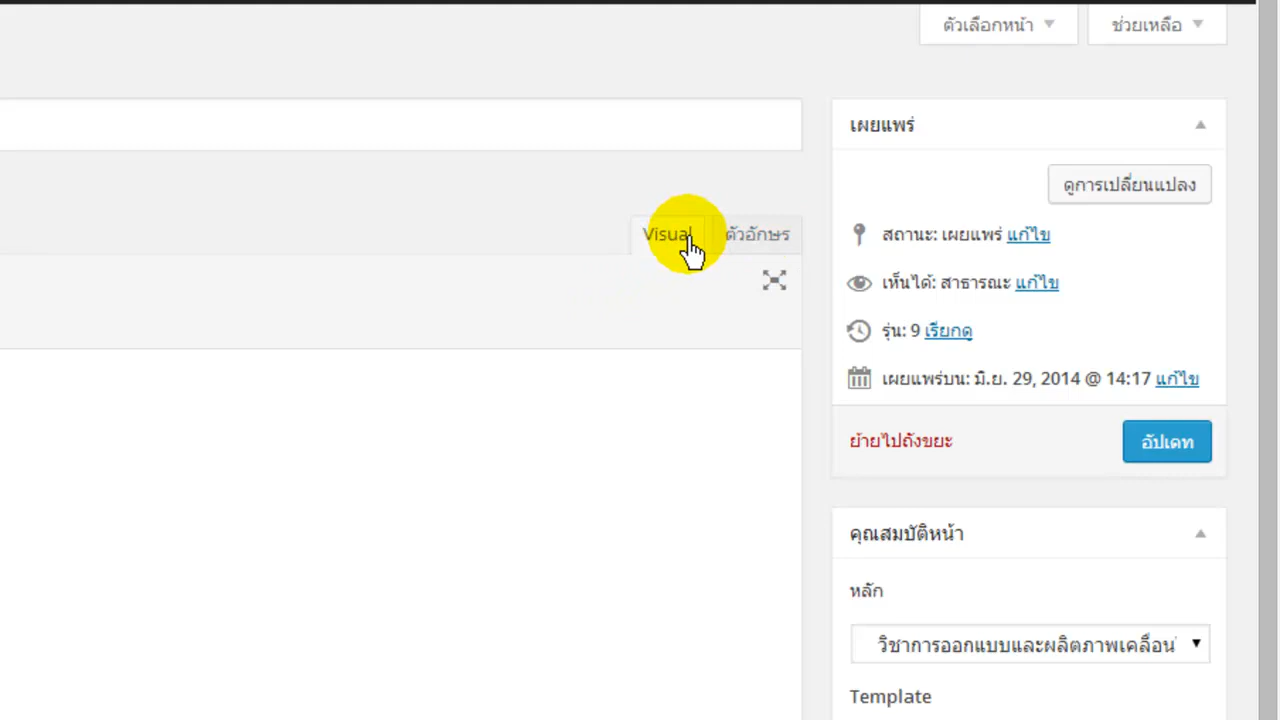 ตัวเลือกหน้า
ช่วยเหลือ
เผยแพร่
ดูการเปลี่ยนแปลง
Visual
ตัวอักษร
สถานะ: เผยแพร่ แก้ไข
เห็นได้: สาธารณะ แก้ไข
รุ่น: 9 เรียกดู
เผยแพร่บน: มิ.ย. 29, 2014 @ 14:17 แก้ไข
ย้ายไปถังขยะ
อัปเดท
คุณสมบัติหน้า
หลัก
วิชาการออกแบบและผลิตภาพเคลื่อน
Template